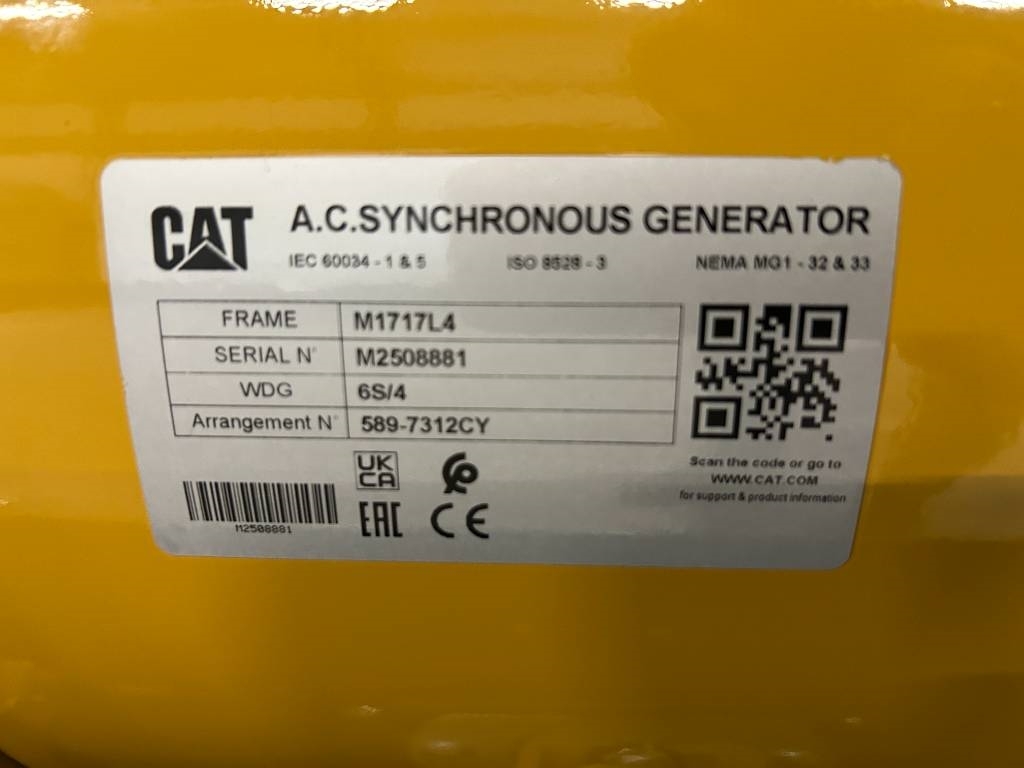 CAT A.C.SYNCHRONOUS GENERATOR
IEC 60034 - 1 & 5 ISO 8528 - 3 NEMA MG1 - 32 & 33
FRAME M1717L4
SERIAL N° M2508881
WDG 6S/4
Arrangement N° 589-7312CY
Scan the code or go to
WWW.CAT.COM
for support & product information
UK
CA
EAC CE
M2508881